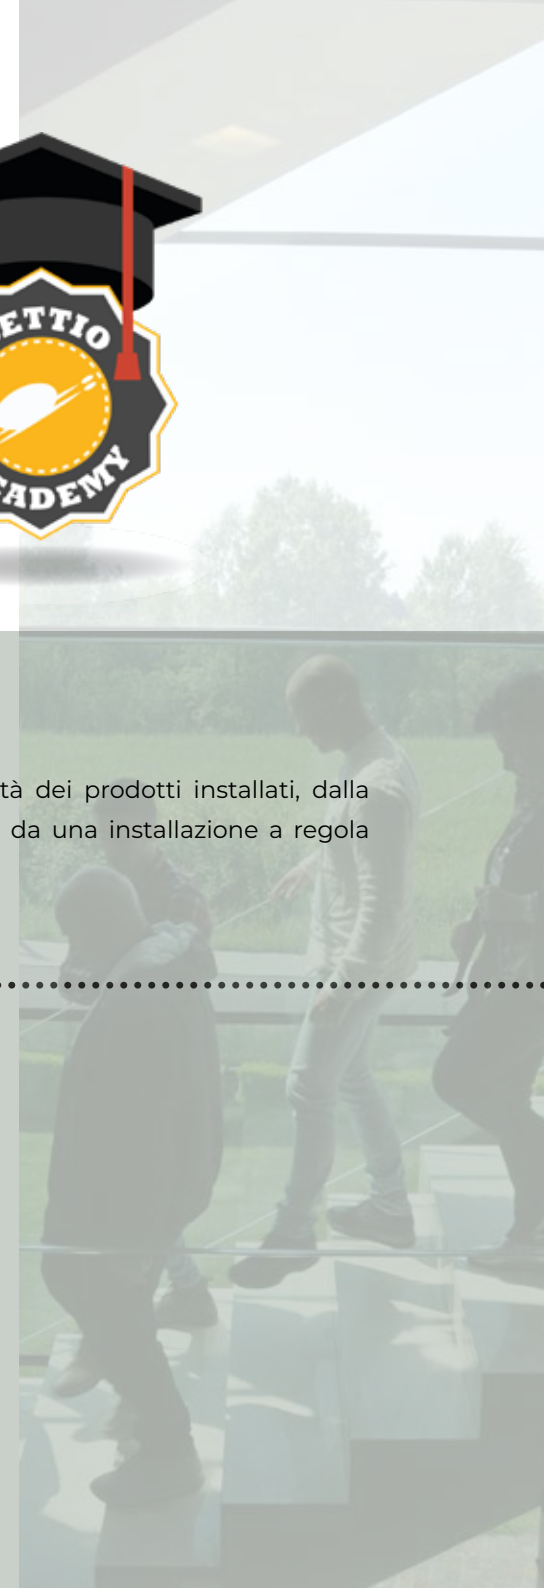 ETTIO
ADEMY
tà dei prodotti installati, dalla
da una installazione a regola